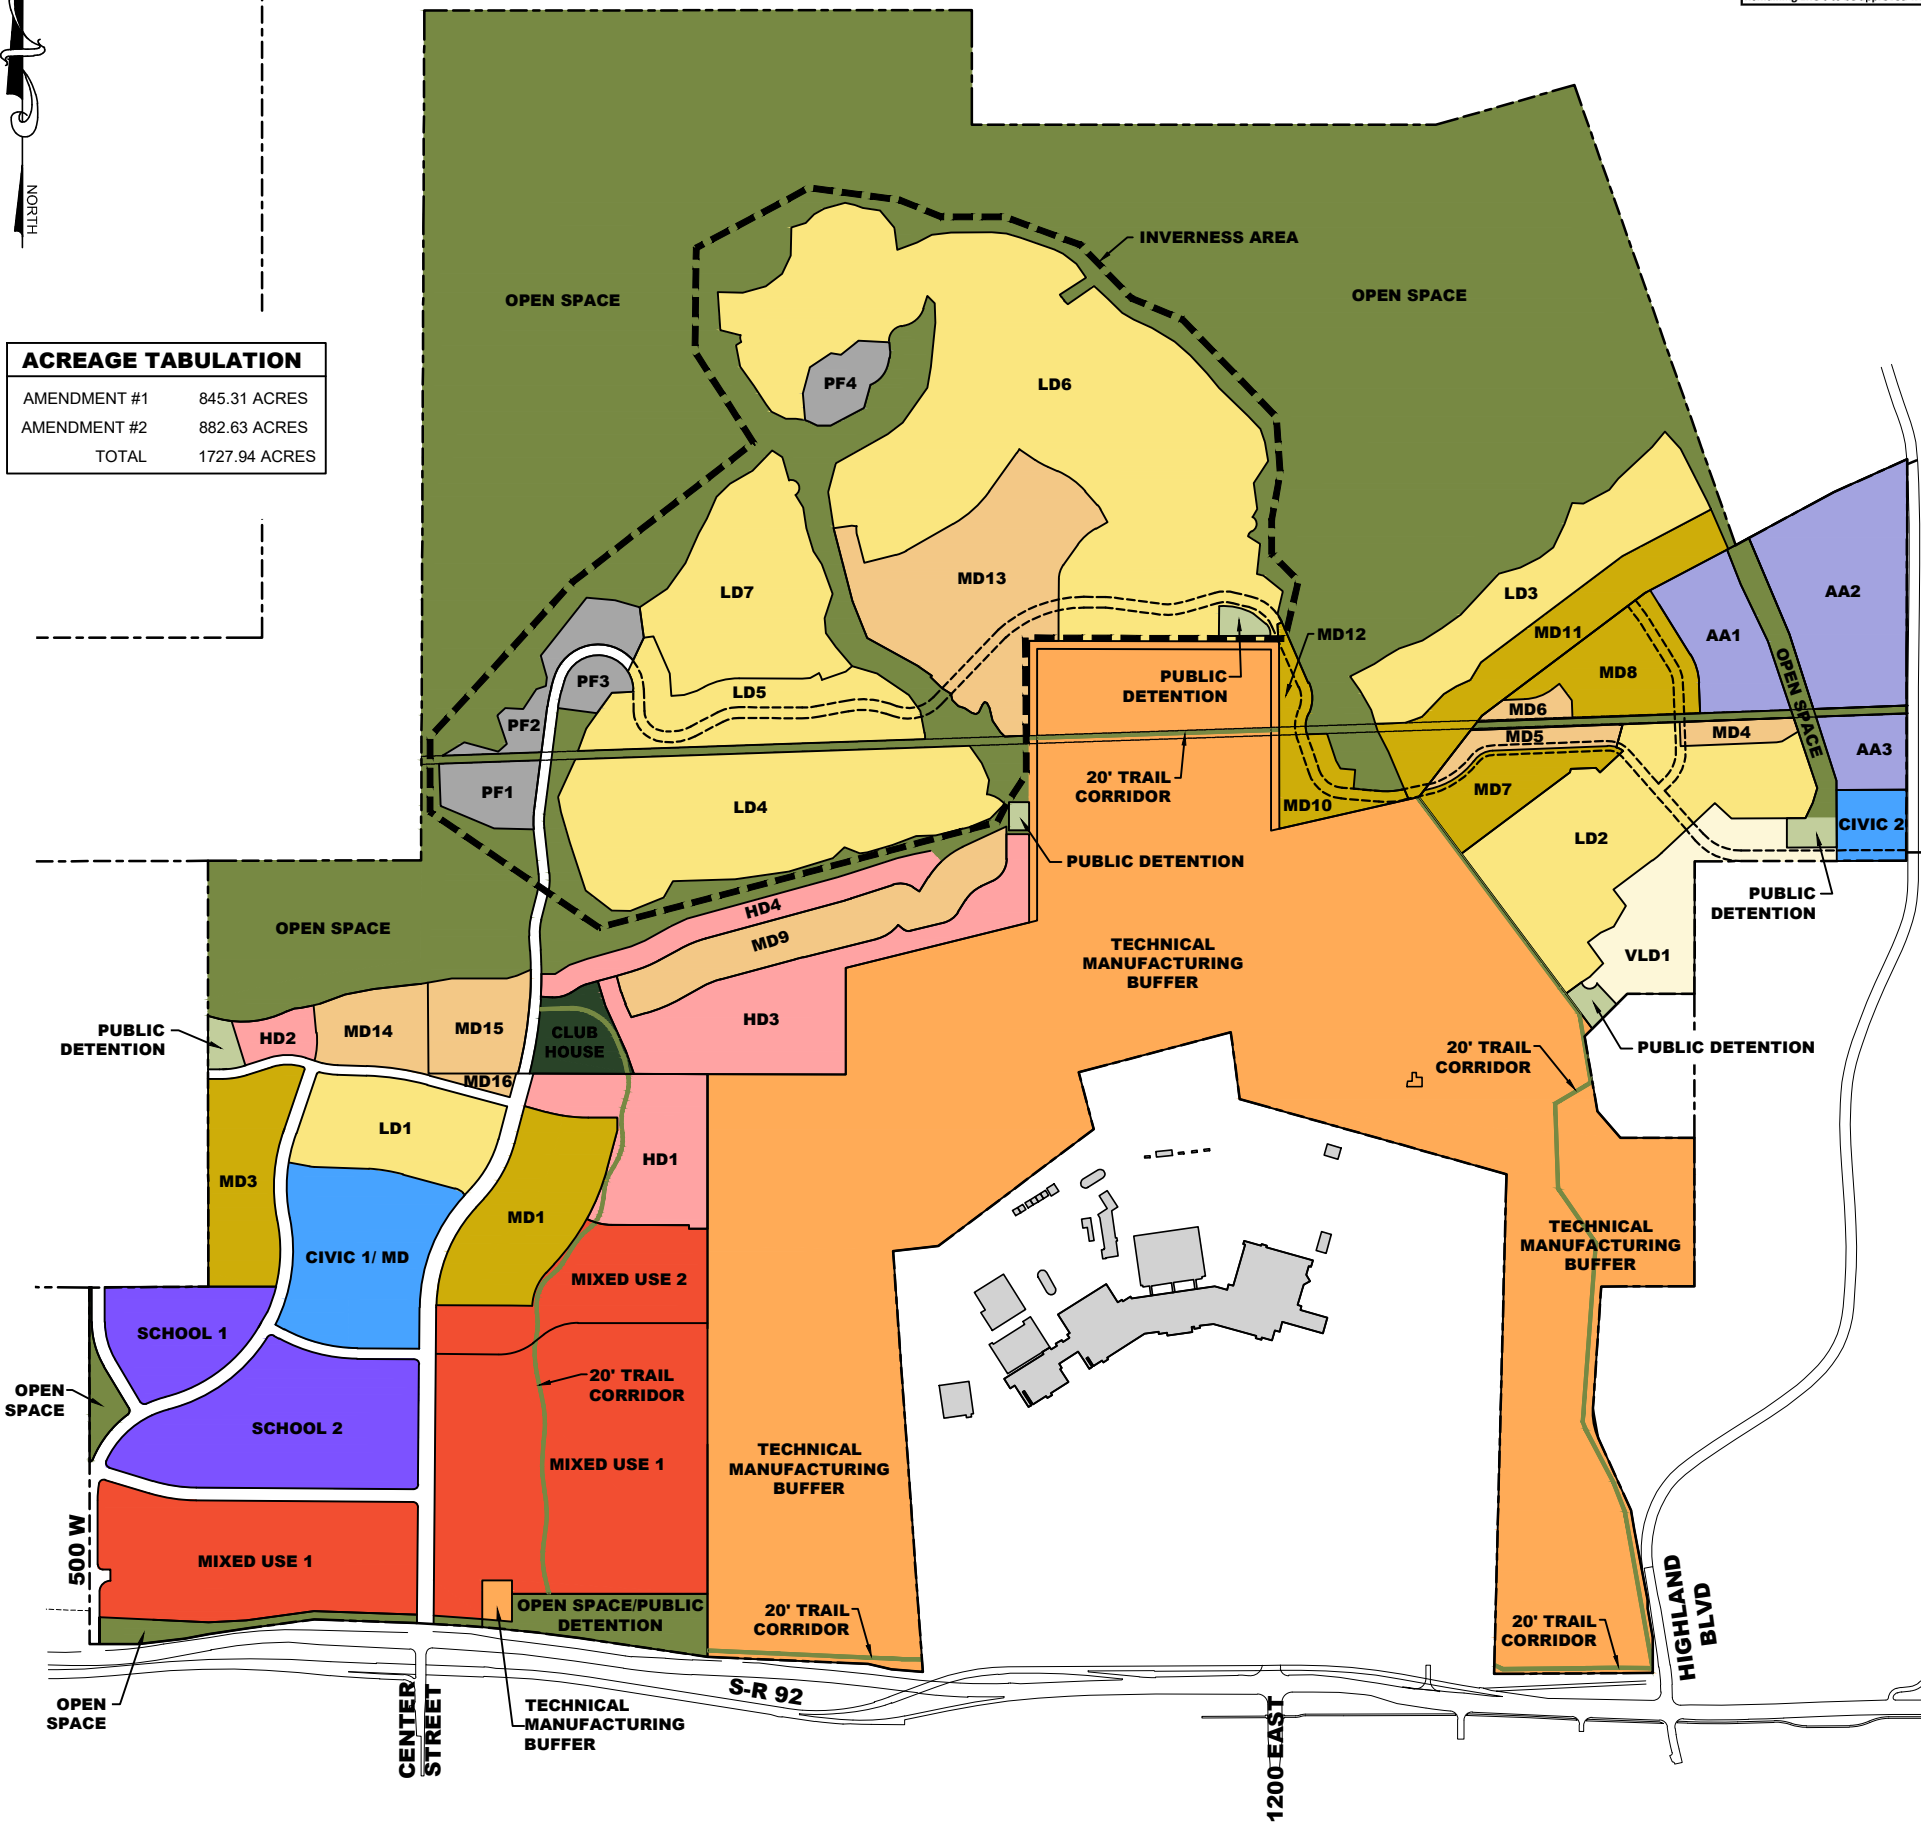 NORTH
INVERNESS AREA
OPEN SPACE
OPEN SPACE
ACREAGE TABULATION
AMENDMENT #1 845.31 ACRES
AMENDMENT #2 882.63 ACRES
TOTAL 1727.94 ACRES
PF4
LD6
MD13
LD7
LD3
AA2
MD11
MD12
AA1
MD8
PUBLIC
DETENTION
OPEN SPACE
PF3
LD5
MD6
PF2
MD5
MD4
AA3
20' TRAIL
CORRIDOR
PF1
LD4
MD10
MD7
CIVIC 2
LD2
PUBLIC DETENTION
PUBLIC
DETENTION
HD4
OPEN SPACE
MD9
TECHNICAL
MANUFACTURING
BUFFER
VLD1
HD3
PUBLIC
DETENTION
HD2
MD14
MD15
CLUB
HOUSE
20' TRAIL
CORRIDOR
PUBLIC DETENTION
MD16
LD1
HD1
MD3
MD1
TECHNICAL
MANUFACTURING
BUFFER
CIVIC 1/ MD
MIXED USE 2
SCHOOL 1
20' TRAIL
CORRIDOR
OPEN
SPACE
SCHOOL 2
MIXED USE 1
TECHNICAL
MANUFACTURING
BUFFER
500 W
MIXED USE 1
OPEN SPACE/PUBLIC
DETENTION
20' TRAIL
CORRIDOR
20' TRAIL
CORRIDOR
HIGHLAND
BLVD
OPEN
SPACE
CENTER
STREET
TECHNICAL
MANUFACTURING
BUFFER
S-R 92
1200 EAST